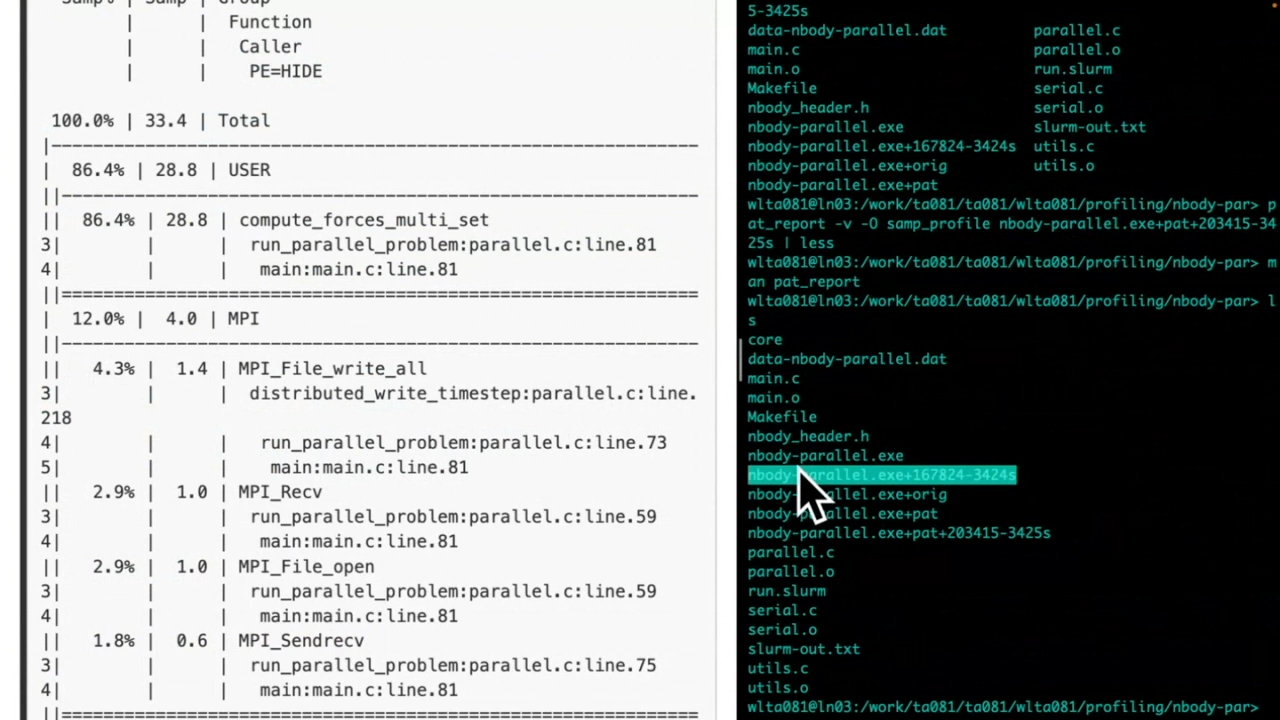 Samp% | Samp | Group
| | Function
| | Caller
| | PE=HIDE
100.0% | 33.4 | Total
|-----------------------------------------------------------
| 86.4% | 28.8 | USER
||----------------------------------------------------------
|| 86.4% | 28.8 | compute_forces_multi_set
3| | | run_parallel_problem:parallel.c:line.81
4| | | main:main.c:line.81
||==========================================================
| 12.0% | 4.0 | MPI
||----------------------------------------------------------
|| 4.3% | 1.4 | MPI_File_write_all
3| | | distributed_write_timestep:parallel.c:line.
218
4| | | run_parallel_problem:parallel.c:line.73
5| | | main:main.c:line.81
|| 2.9% | 1.0 | MPI_Recv
3| | | run_parallel_problem:parallel.c:line.59
4| | | main:main.c:line.81
|| 2.9% | 1.0 | MPI_File_open
3| | | run_parallel_problem:parallel.c:line.59
4| | | main:main.c:line.81
|| 1.8% | 0.6 | MPI_Sendrecv
3| | | run_parallel_problem:parallel.c:line.75
4| | | main:main.c:line.81
||==========================================================
5-3425s
data-nbody-parallel.dat parallel.c
main.c parallel.o
main.o run.slurm
Makefile serial.c
nbody_header.h serial.o
nbody-parallel.exe slurm-out.txt
nbody-parallel.exe+167824-3424s utils.c
nbody-parallel.exe+orig utils.o
nbody-parallel.exe+pat
wlta081@ln03:/work/ta081/ta081/wlta081/profiling/nbody-par> p
at_report -v -O samp_profile nbody-parallel.exe+pat+203415-34
25s | less
wlta081@ln03:/work/ta081/ta081/wlta081/profiling/nbody-par> m
an pat_report
wlta081@ln03:/work/ta081/ta081/wlta081/profiling/nbody-par> l
s
core
data-nbody-parallel.dat
main.c
main.o
Makefile
nbody_header.h
nbody-parallel.exe
nbody-parallel.exe+167824-3424s
nbody-parallel.exe+orig
nbody-parallel.exe+pat
nbody-parallel.exe+pat+203415-3425s
parallel.c
parallel.o
run.slurm
serial.c
serial.o
slurm-out.txt
utils.c
utils.o
wlta081@ln03:/work/ta081/ta081/wlta081/profiling/nbody-par>